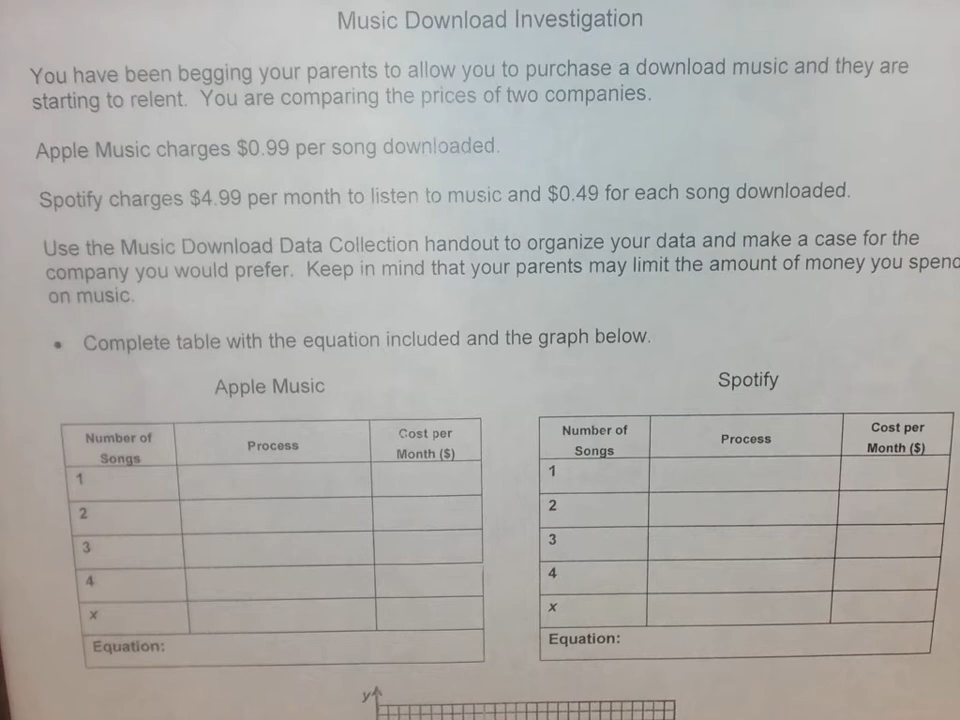 Music Download Investigation
You have been begging your parents to allow you to purchase a download music and they are
starting to relent. You are comparing the prices of two companies.
Apple Music charges $0.99 per song downloaded.
Spotify charges $4.99 per month to listen to music and $0.49 for each song downloaded.
Use the Music Download Data Collection handout to organize your data and make a case for the
company you would prefer. Keep in mind that your parents may limit the amount of money you spend
on music.
• Complete table with the equation included and the graph below.
Apple Music
Number of Songs Process Cost per Month ($)
1
2
3
4
x
Equation:
Spotify
Number of Songs Process Cost per Month ($)
1
2
3
4
x
Equation:
y